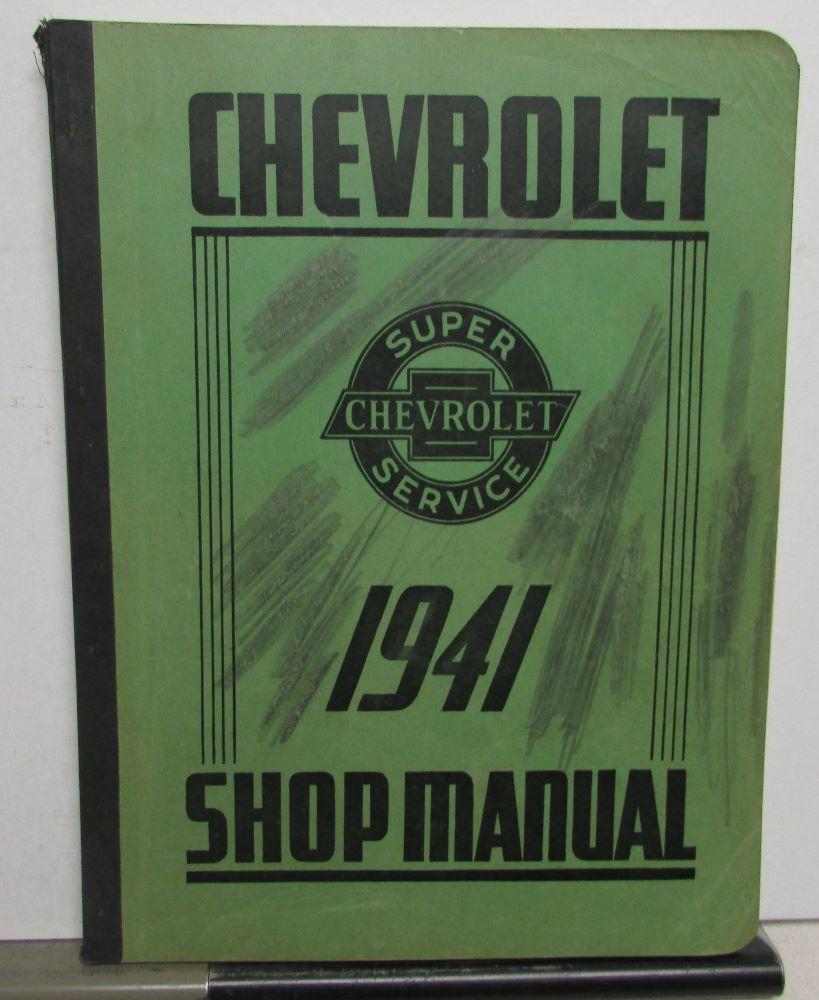 CHEVROLET
SUPER
CHEVROLET
SERVICE
1941
SHOP MANUAL